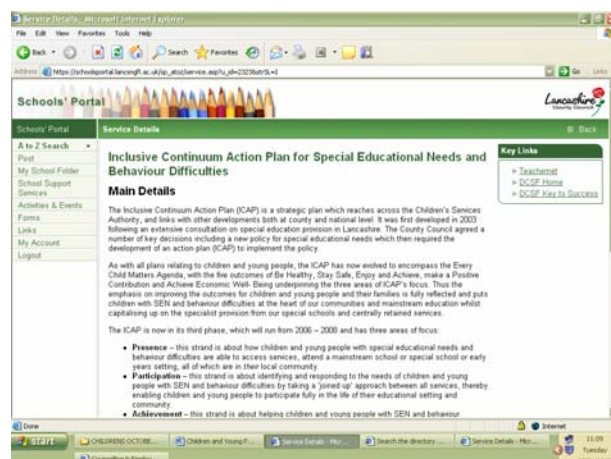 Service Details - Microsoft Internet Explorer
File Edit View Favorites Tools Help
Back Search Favorites
Address Go Links
Schools' Portal
Lancashire
County Council
Schools' Portal Service Details Back
A to Z Search
Post
My School Folder
School Support
Services
Activities & Events
Forms
Links
My Account
Logout
Inclusive Continuum Action Plan for Special Educational Needs and
Behaviour Difficulties
Main Details
The Inclusive Continuum Action Plan (ICAP) is a strategic plan which reaches across the Children's Services
Authority, and links with other developments both at county and national level. It was first developed in 2003
following an extensive consultation on special education provision in Lancashire. The County Council agreed a
number of key decisions including a new policy for special educational needs which then required the
development of an action plan (ICAP) to implement the policy.
As with all plans relating to children and young people, the ICAP has now evolved to encompass the Every
Child Matters Agenda, with the five outcomes of Be Healthy, Stay Safe, Enjoy and Achieve, make a Positive
Contribution and Achieve Economic Well- Being underpinning the three areas of ICAP's focus. Thus the
emphasis on improving the outcomes for children and young people and their families is fully reflected and puts
children with SEN and behaviour difficulties at the heart of our communities and mainstream education whilst
capitalising up on the specialist provision from our special schools and centrally retained services.
The ICAP is now in its third phase, which will run from 2006 – 2008 and has three areas of focus:
• Presence – this strand is about how children and young people with special educational needs and
behaviour difficulties are able to access services, attend a mainstream school or special school or early
years setting, all of which are in their local community.
• Participation – this strand is about identifying and responding to the needs of children and young
people with SEN and behaviour difficulties by taking a 'joined up' approach between all services, thereby
enabling children and young people to participate fully in the life of their educational setting and
community.
• Achievement – this strand is about helping children and young people with SEN and behaviour
Key Links
Teachernet
DCSF Home
DCSF Key to Success
Done Internet
start CHILDRENS OCTOBE... Children and Young P... Service Details - Micr... Search the directory ... Service Details - Micr... 11:09
Tuesday